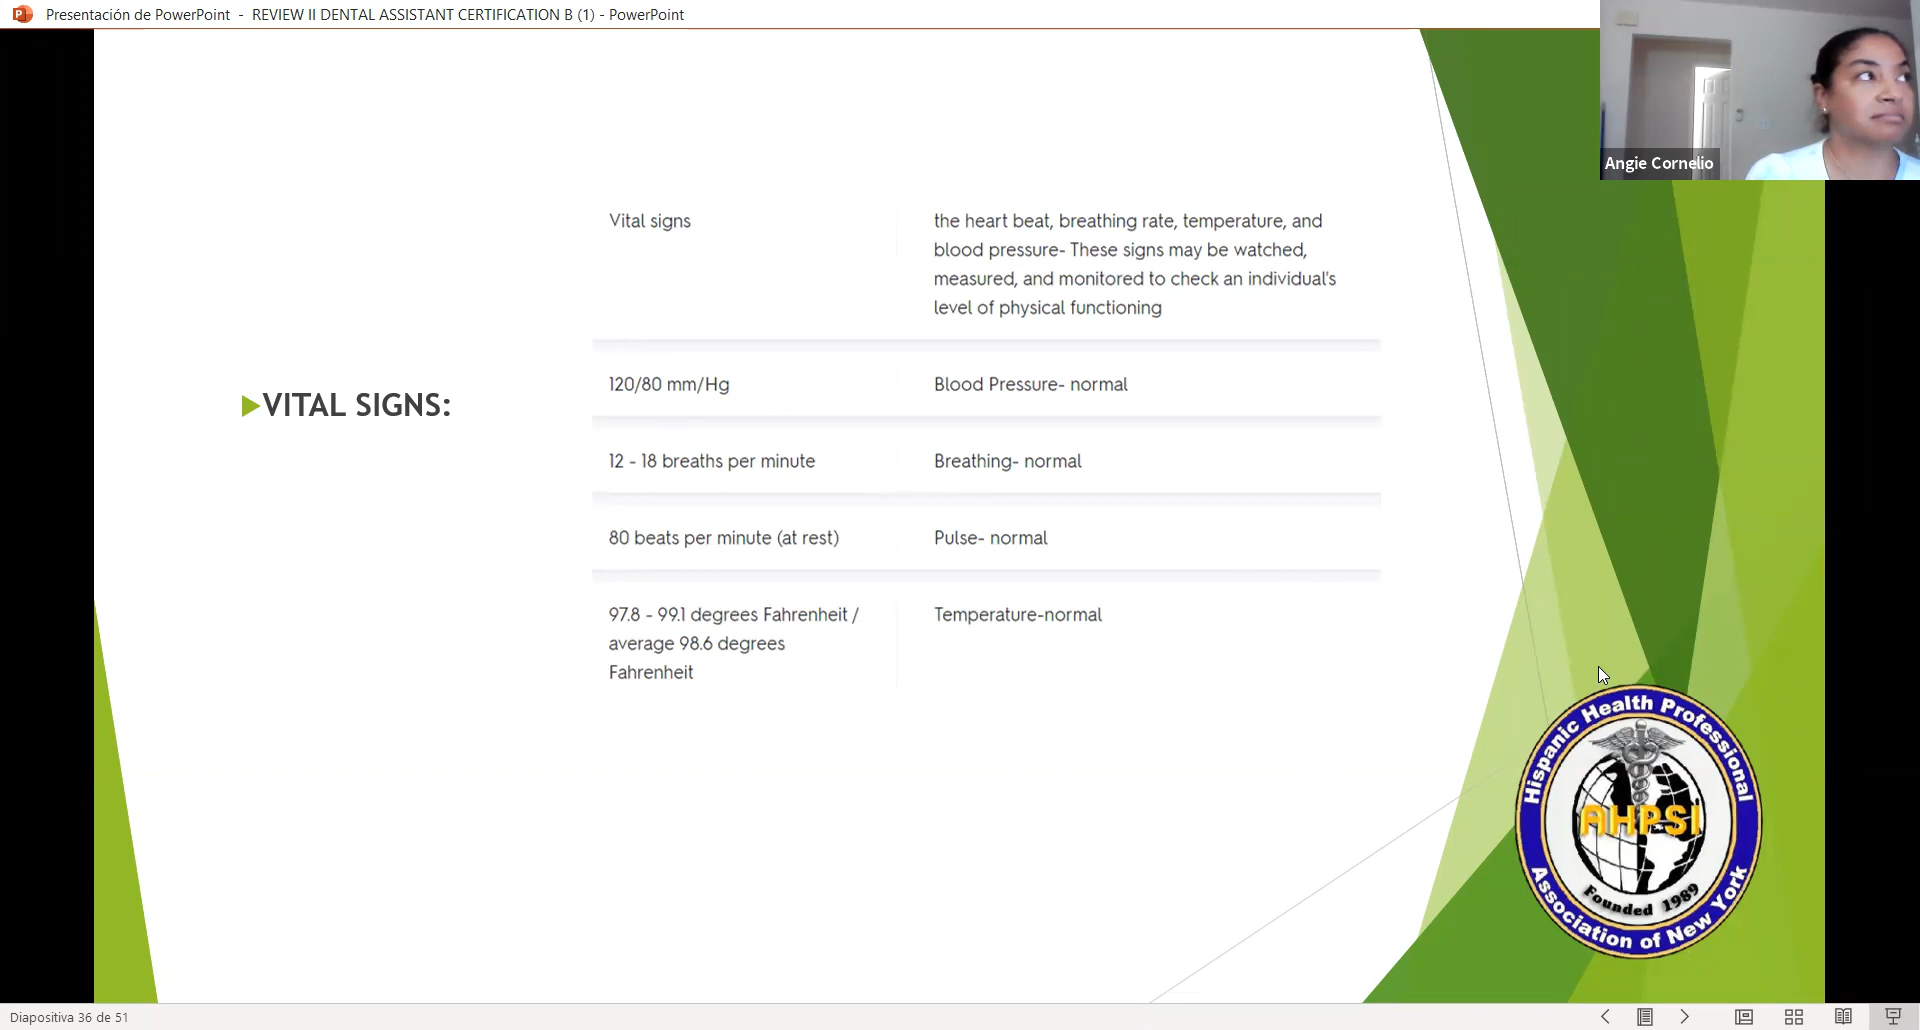 Presentación de PowerPoint - REVIEW II DENTAL ASSISTANT CERTIFICATION B (1) - PowerPoint
Angie Cornelio
VITAL SIGNS:
Vital signs
the heart beat, breathing rate, temperature, and
blood pressure- These signs may be watched,
measured, and monitored to check an individual's
level of physical functioning
120/80 mm/Hg
Blood Pressure- normal
12 - 18 breaths per minute
Breathing- normal
80 beats per minute (at rest)
Pulse- normal
97.8 - 99.1 degrees Fahrenheit /
average 98.6 degrees
Fahrenheit
Temperature-normal
Hispanic Health Professional
AHPSI
Founded 1989
Association of New York
Diapositiva 36 de 51